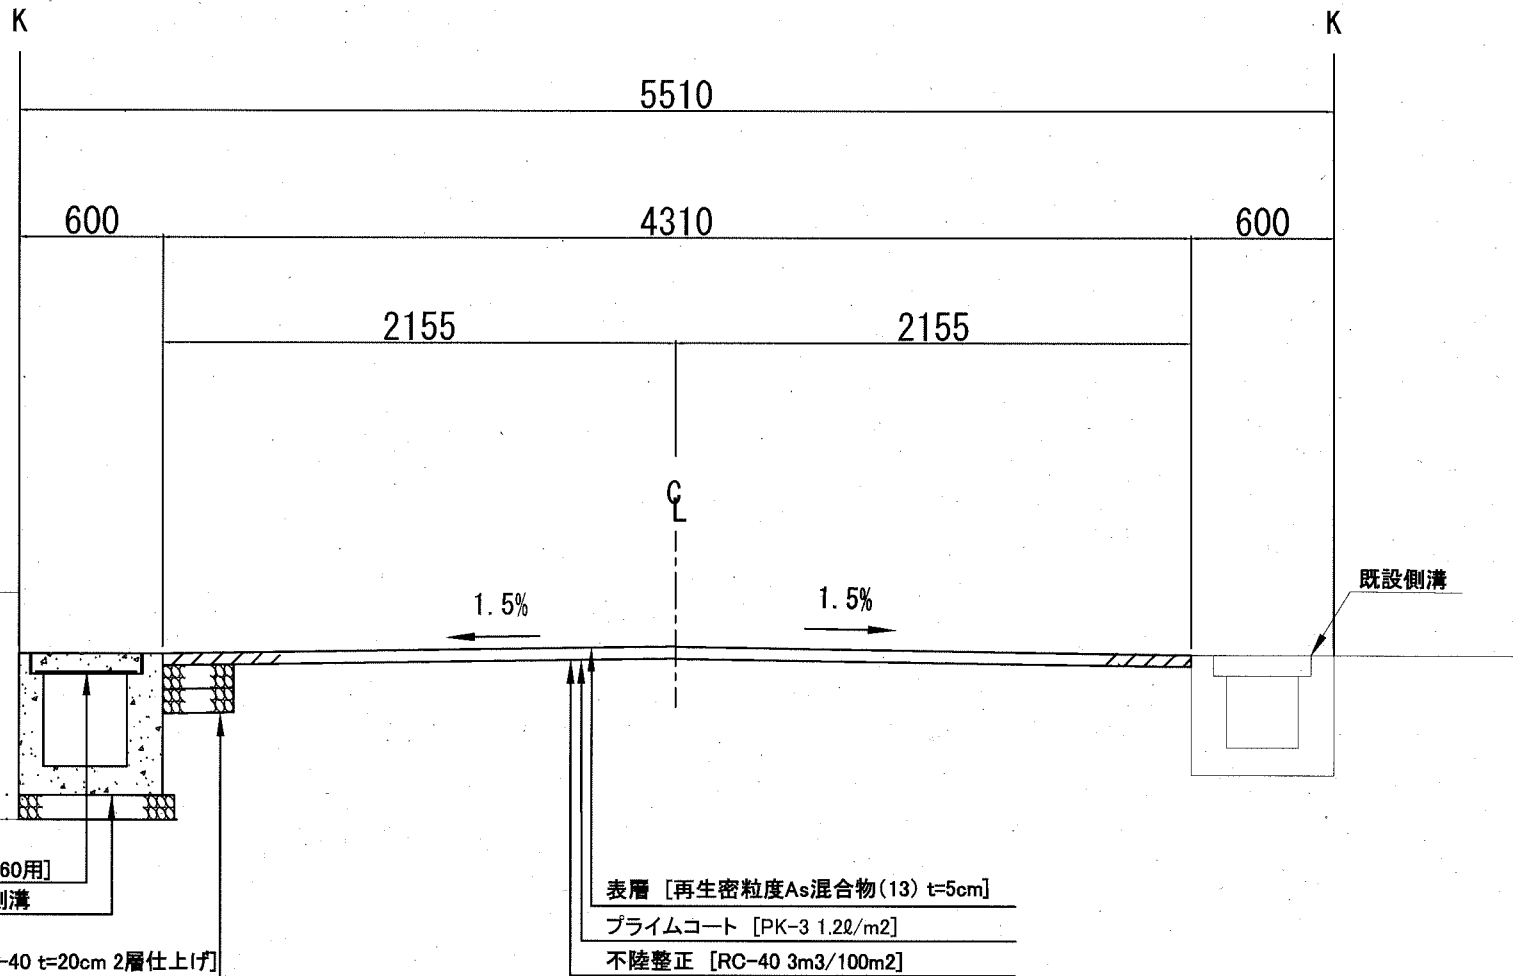 K
K
5510
600
4310
600
2155
2155
C
L
1.5%
1.5%
既設側溝
60用]
側溝
-40 t=20cm 2層仕上げ]
表層 [再生密粒度As混合物(13) t=5cm]
プライムコート [PK-3 1.2ℓ/m2]
不陸整正 [RC-40 3m3/100m2]